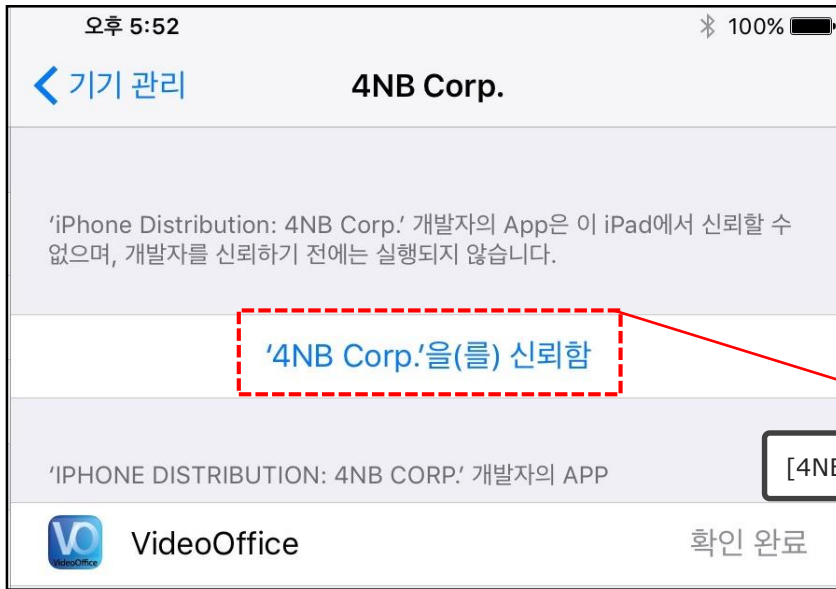 오후 5:52
100%
기기 관리
4NB Corp.
‘iPhone Distribution: 4NB Corp.’ 개발자의 App은 이 iPad에서 신뢰할 수
없으며, 개발자를 신뢰하기 전에는 실행되지 않습니다.
‘4NB Corp.’을(를) 신뢰함
[4NB
‘IPHONE DISTRIBUTION: 4NB CORP.’ 개발자의 APP
VO
VideoOffice
VideoOffice
확인 완료